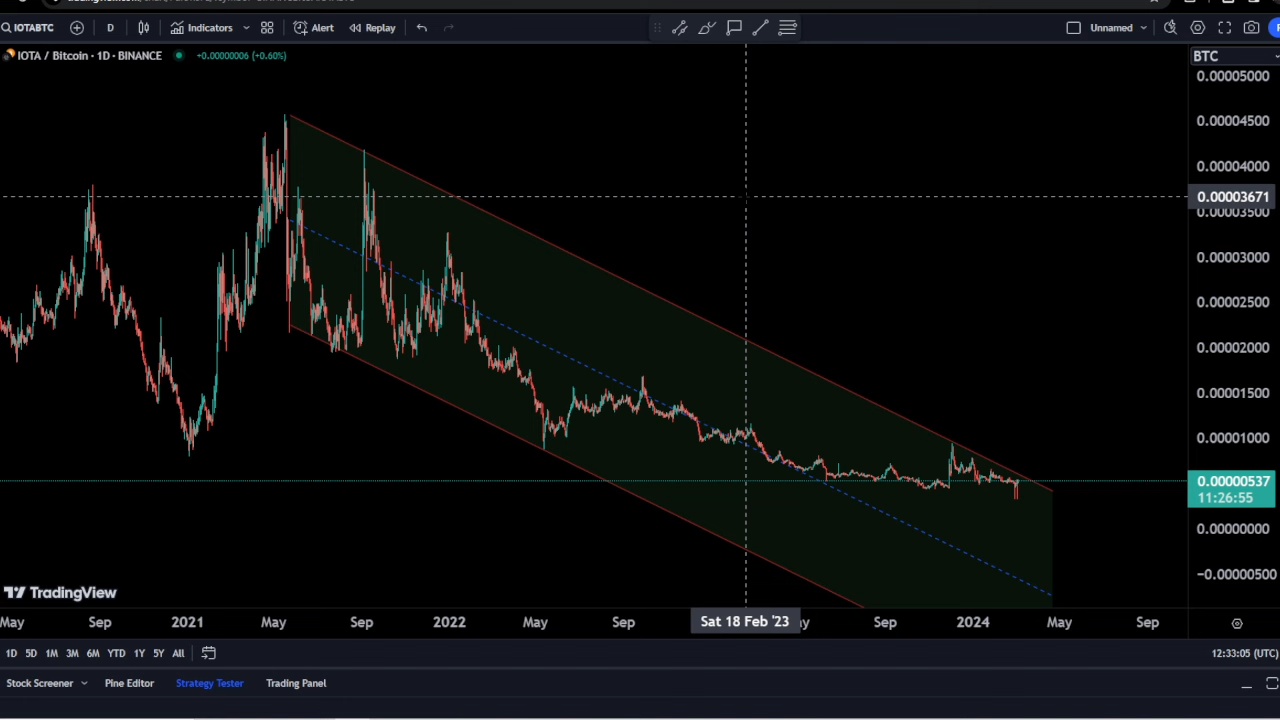 IOTABTC D Indicators Alert Replay Unnamed
IOTA / Bitcoin · 1D · BINANCE +0.00000006 (+0.60%)
BTC
0.00005000
0.00004500
0.00004000
0.00003671
0.00003500
0.00003000
0.00002500
0.00002000
0.00001500
0.00001000
0.00000537
11:26:55
0.00000000
−0.00000500
TradingView
May Sep 2021 May Sep 2022 May Sep Sat 18 Feb '23 Sep 2024 May Sep
1D 5D 1M 3M 6M YTD 1Y 5Y All 12:33:05 (UTC)
Stock Screener Pine Editor Strategy Tester Trading Panel